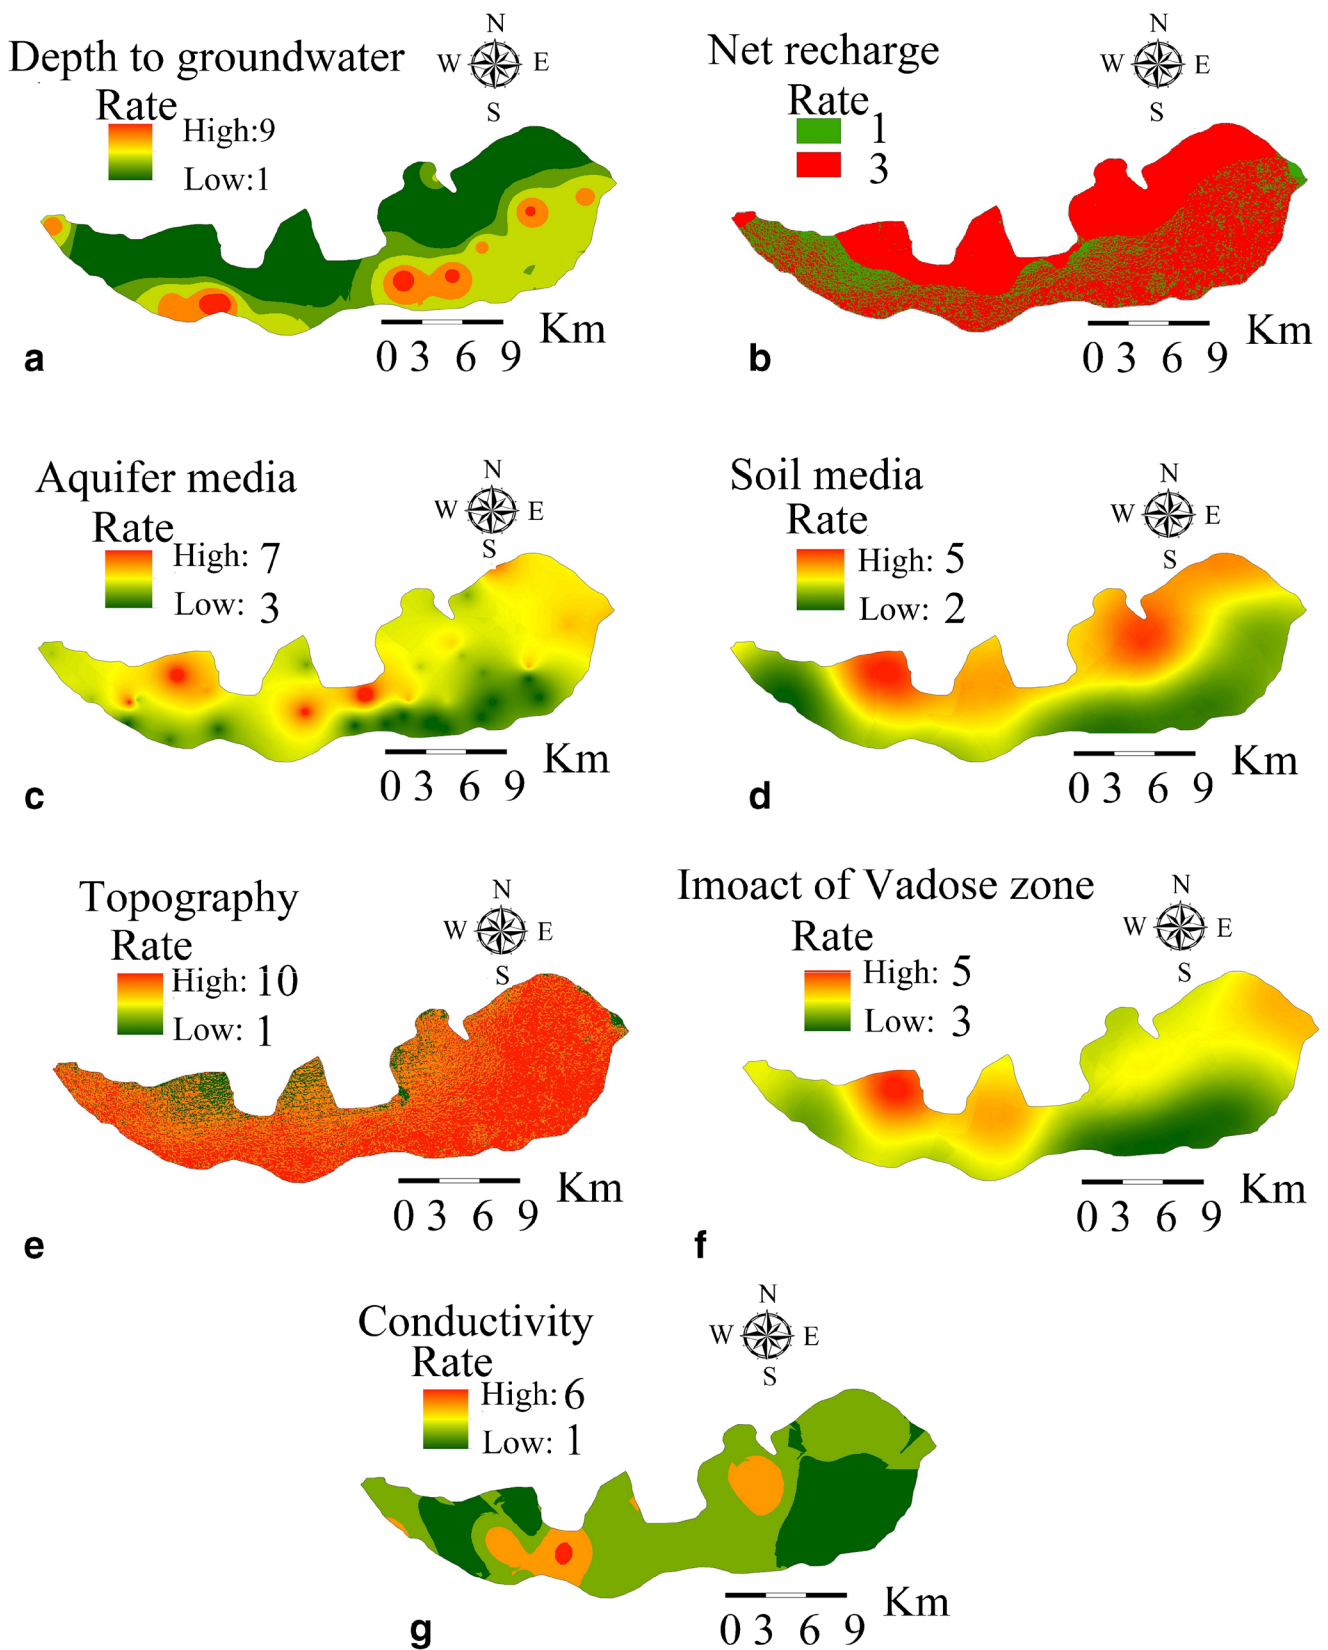 Depth to groundwater
Rate
High:9
Low:1
N
W E
S
Km
0 3 6 9
a
Net recharge
Rate
1
3
N
W E
S
Km
0 3 6 9
b
Aquifer media
Rate
High: 7
Low: 3
N
W E
S
Km
0 3 6 9
c
Soil media
Rate
High: 5
Low: 2
N
W E
S
Km
0 3 6 9
d
Topography
Rate
High: 10
Low: 1
N
W E
S
Km
0 3 6 9
e
Imoact of Vadose zone
Rate
High: 5
Low: 3
N
W E
S
Km
0 3 6 9
f
Conductivity
Rate
High: 6
Low: 1
N
W E
S
Km
0 3 6 9
g